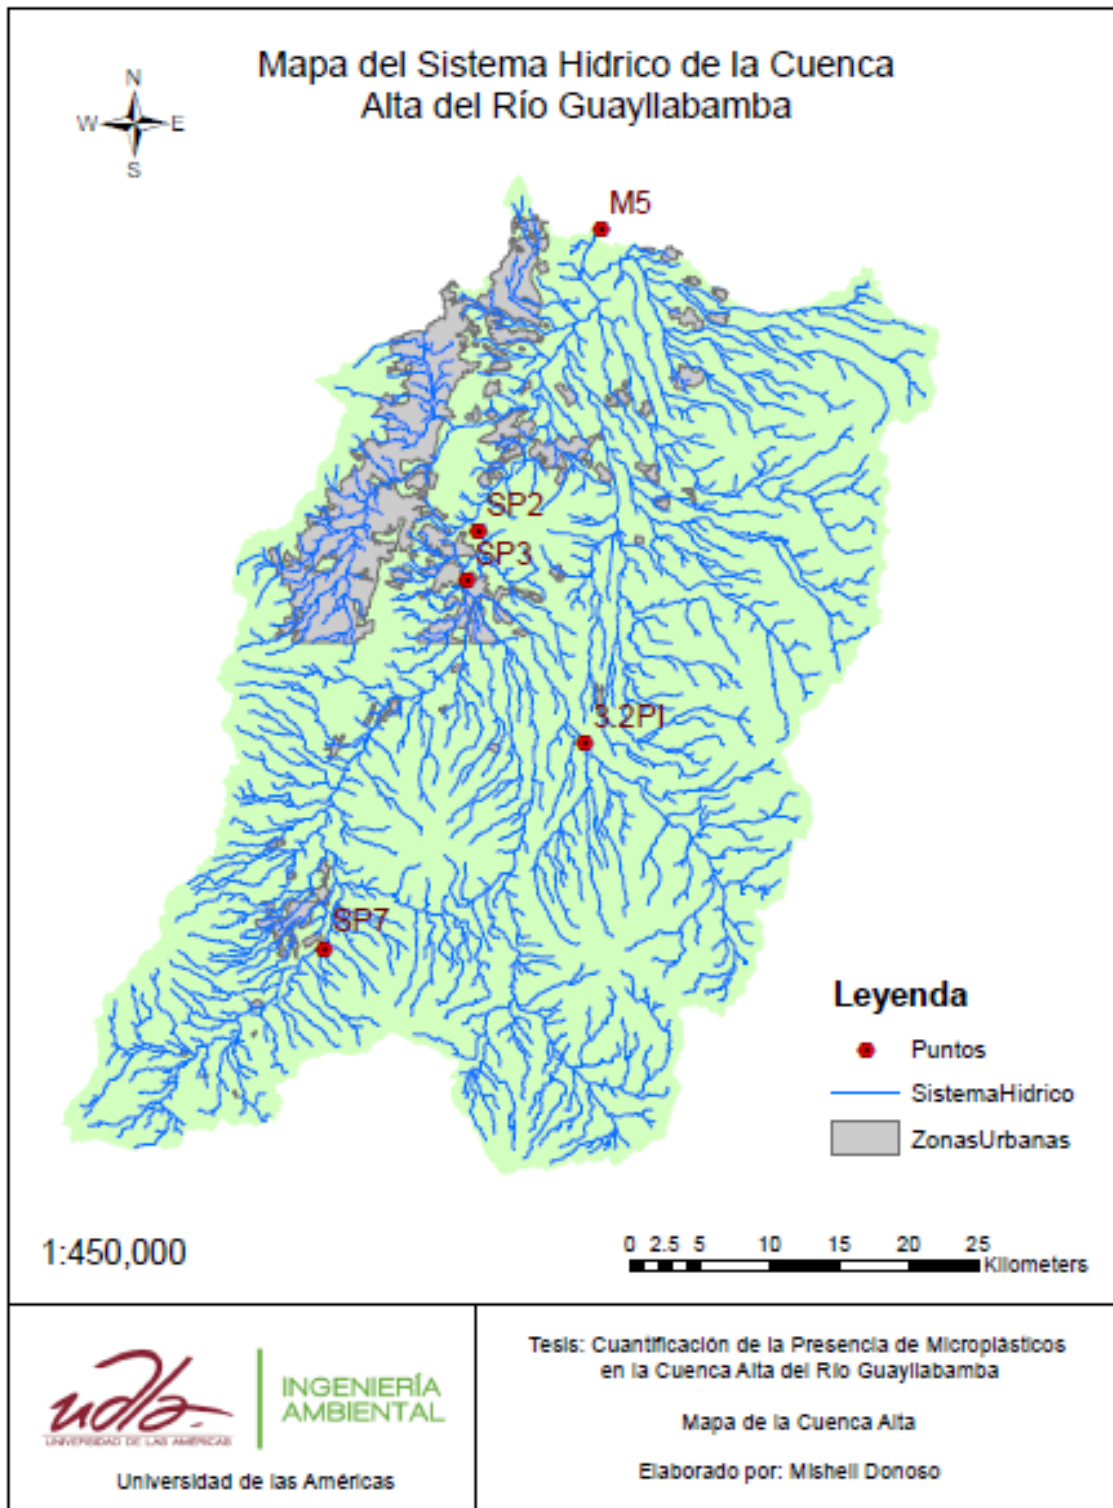 Mapa del Sistema Hidrico de la Cuenca
Alta del Río Guayllabamba
N
W E
S
M5
SP2
SP3
3.2PI
SP7
Leyenda
Puntos
SistemaHidrico
ZonasUrbanas
1:450,000
0 2.5 5 10 15 20 25
Kilometers
udla-
UNIVERSIDAD DE LAS AMÉRICAS
INGENIERÍA
AMBIENTAL
Universidad de las Américas
Tesis: Cuantificación de la Presencia de Microplásticos
en la Cuenca Alta del Río Guayllabamba
Mapa de la Cuenca Alta
Elaborado por: Mishell Donoso